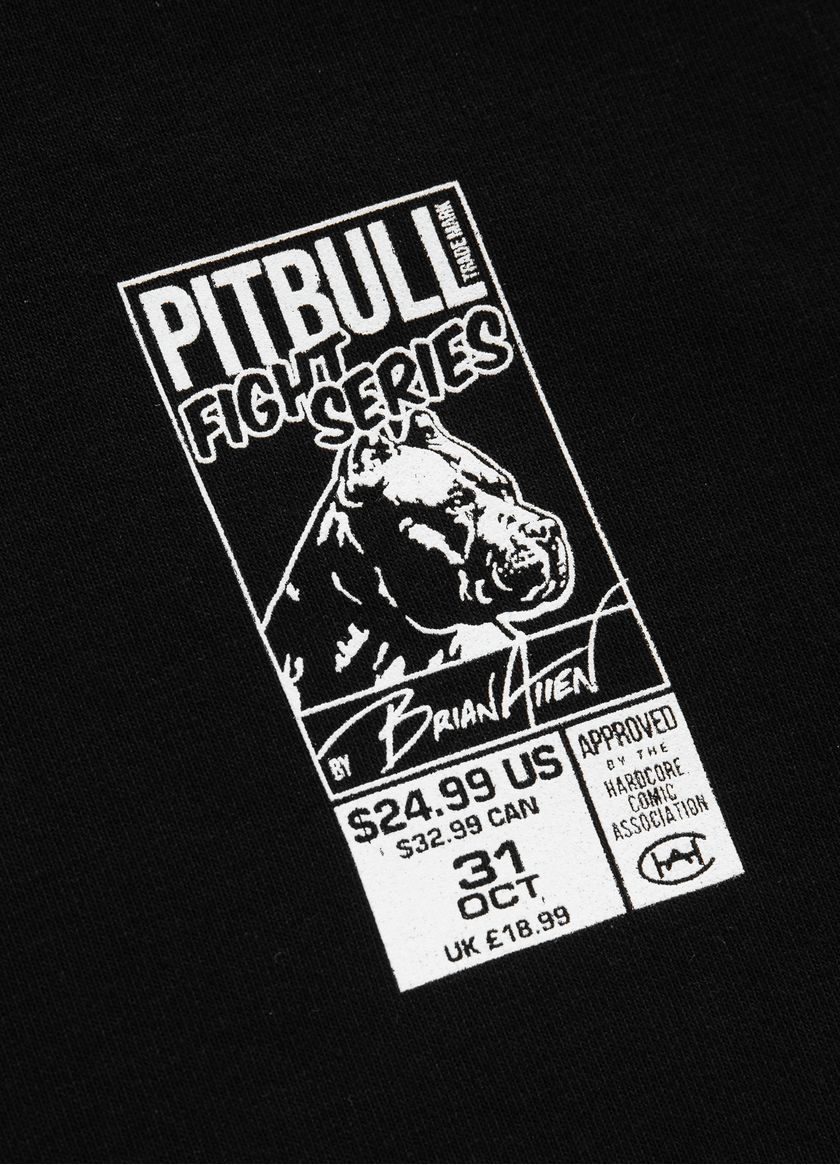 PITBULL
TRADE MARK
FIGHT
SERIES
BY BRIAN AllEN
$24.99 US
$32.99 CAN
31
OCT
UK £18.99
APPROVED
BY THE
HARDCORE
COMIC
ASSOCIATION